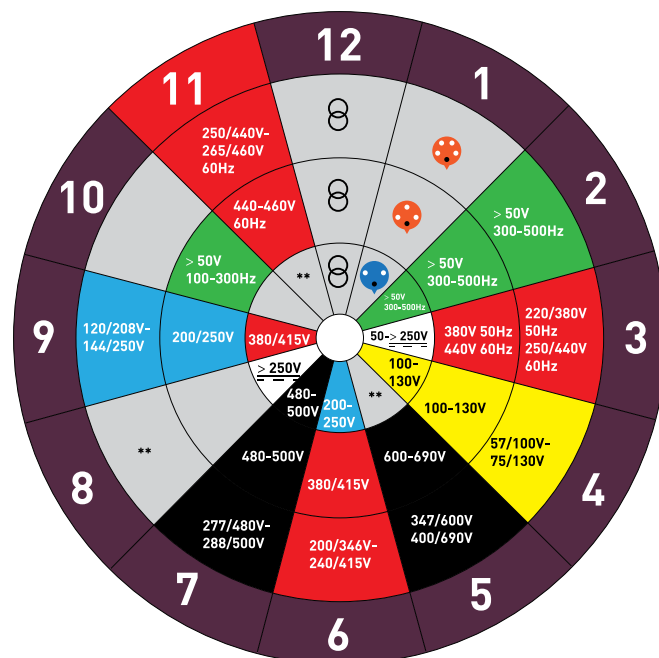 12
1
2
> 50V
300-500Hz
> 50V
300-500Hz
> 50V
300-500Hz
3
220/380V
50Hz
250/440V
60Hz
380V 50Hz
440V 60Hz
50-> 250V
4
57/100V-
75/130V
100-130V
100-
130V
5
347/600V
400/690V
600-690V
**
6
200/346V-
240/415V
380/415V
200-
250V
7
277/480V-
288/500V
480-500V
480-
500V
8
**
> 250V
9
120/208V-
144/250V
200/250V
380/415V
10
> 50V
100-300Hz
11
250/440V-
265/460V
60Hz
440-460V
60Hz
**